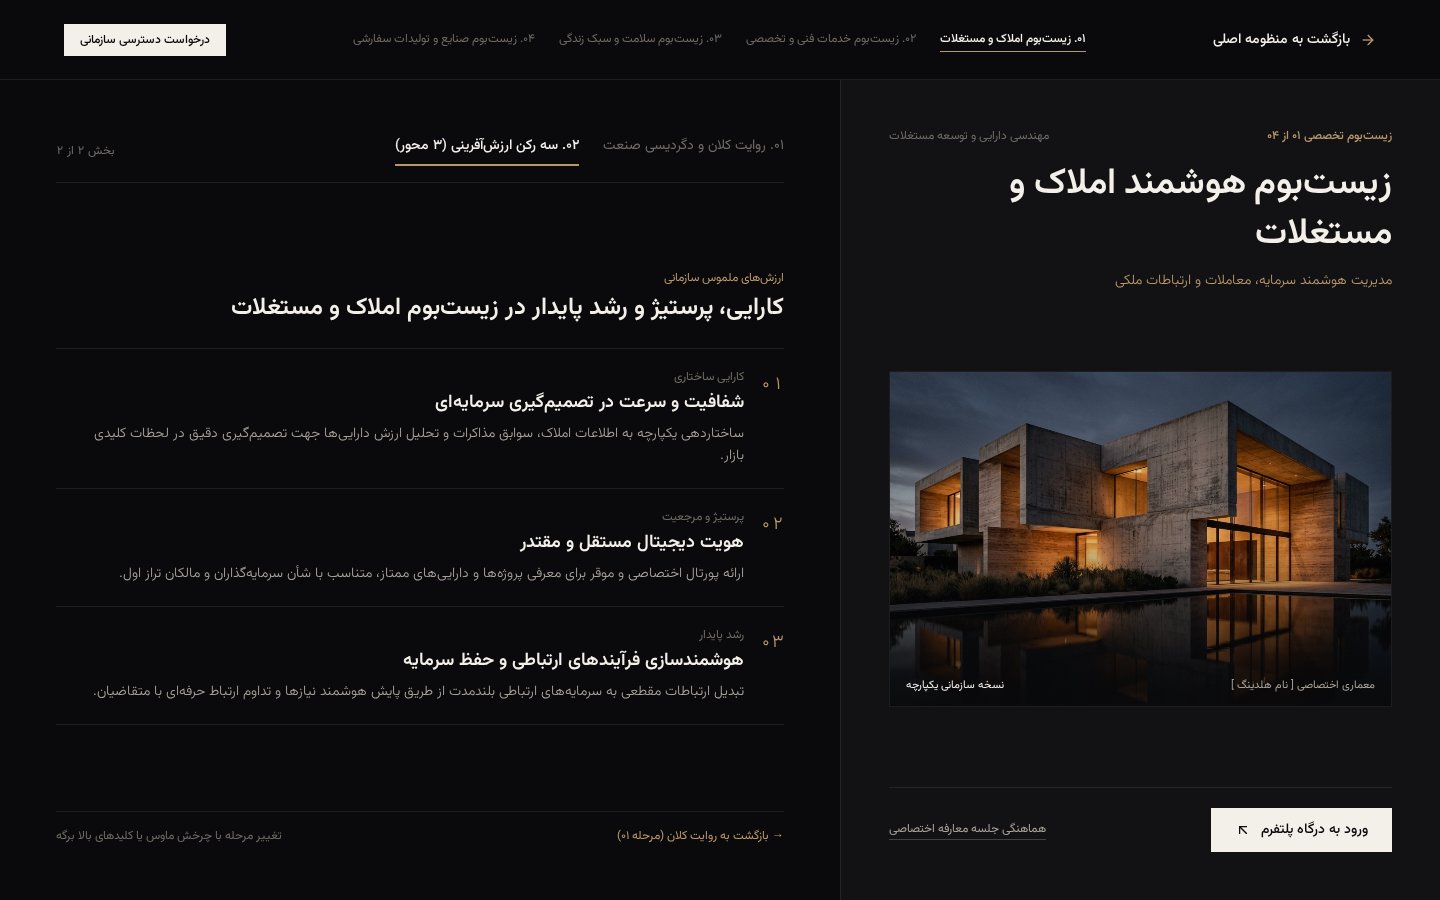 بازگشت به منظومه اصلی
۰۱. زیست‌بوم املاک و مستغلات
۰۲. زیست‌بوم خدمات فنی و تخصصی
۰۳. زیست‌بوم سلامت و سبک زندگی
۰۴. زیست‌بوم صنایع و تولیدات سفارشی
درخواست دسترسی سازمانی
زیست‌بوم تخصصی ۰۱ از ۰۴
مهندسی دارایی و توسعه مستغلات
زیست‌بوم هوشمند املاک و
مستغلات
مدیریت هوشمند سرمایه، معاملات و ارتباطات ملکی
معماری اختصاصی [ نام هلدینگ ]
نسخه سازمانی یکپارچه
ورود به درگاه پلتفرم
هماهنگی جلسه معارفه اختصاصی
۰۱. روایت کلان و دگردیسی صنعت
۰۲. سه رکن ارزش‌آفرینی (۳ محور)
بخش ۲ از ۲
ارزش‌های ملموس سازمانی
کارایی، پرستیژ و رشد پایدار در زیست‌بوم املاک و مستغلات
۰۱
کارایی ساختاری
شفافیت و سرعت در تصمیم‌گیری سرمایه‌ای
ساختاردهی یکپارچه به اطلاعات املاک، سوابق مذاکرات و تحلیل ارزش دارایی‌ها جهت تصمیم‌گیری دقیق در لحظات کلیدی
بازار.
۰۲
پرستیژ و مرجعیت
هویت دیجیتال مستقل و مقتدر
ارائه پورتال اختصاصی و موقر برای معرفی پروژه‌ها و دارایی‌های ممتاز، متناسب با شأن سرمایه‌گذاران و مالکان تراز اول.
۰۳
رشد پایدار
هوشمندسازی فرآیندهای ارتباطی و حفظ سرمایه
تبدیل ارتباطات مقطعی به سرمایه‌های ارتباطی بلندمدت از طریق پایش هوشمند نیازها و تداوم ارتباط حرفه‌ای با متقاضیان.
→ بازگشت به روایت کلان (مرحله ۰۱)
تغییر مرحله با چرخش ماوس یا کلیدهای بالا برگه